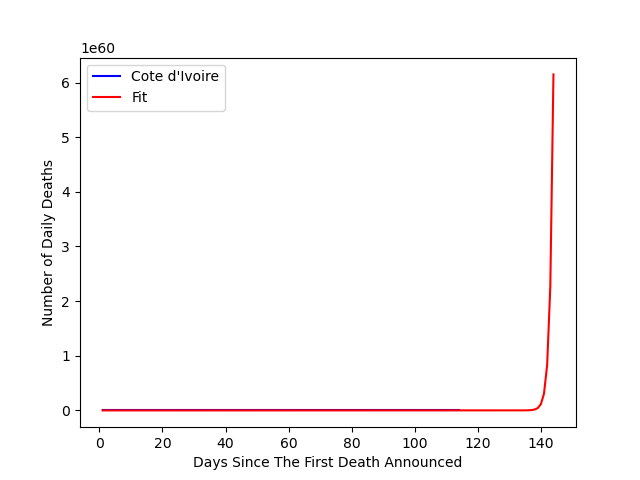 1e60
Cote d'Ivoire
Fit
6
5
4
3
2
1
0
Number of Daily Deaths
0 20 40 60 80 100 120 140
Days Since The First Death Announced